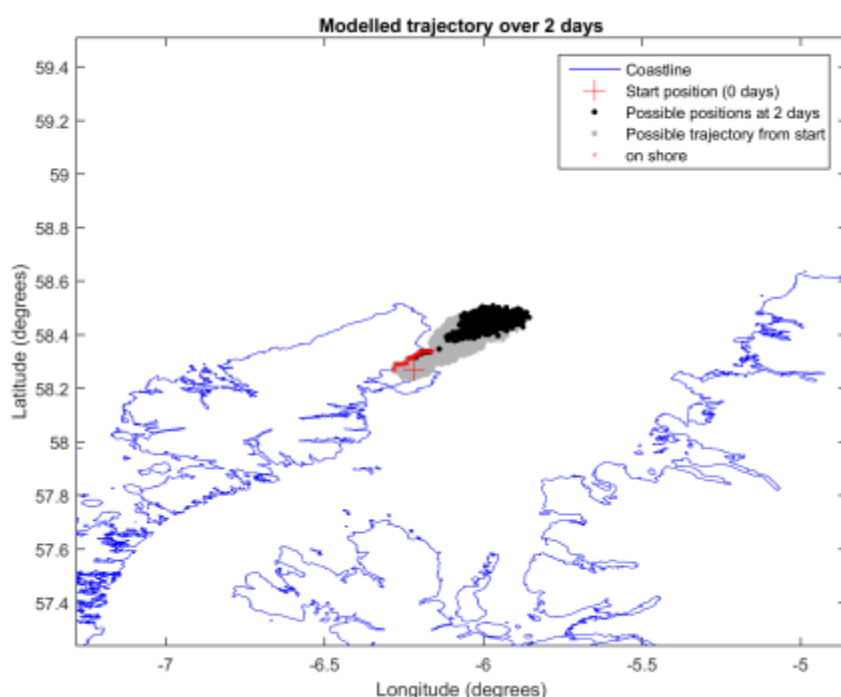 Modelled trajectory over 2 days
Coastline
Start position (0 days)
Possible positions at 2 days
Possible trajectory from start
on shore
59.4
59.2
59
58.8
58.6
58.4
58.2
58
57.8
57.6
57.4
Latitude (degrees)
-7
-6.5
-6
-5.5
-5
Longitude (degrees)